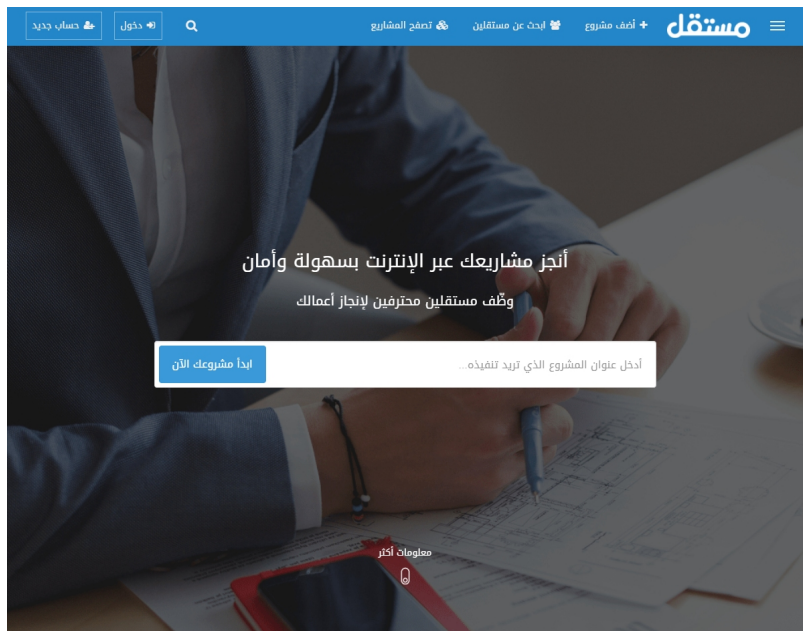 مستقل
أضف مشروع
ابحث عن مستقلين
تصفح المشاريع
دخول
حساب جديد
أنجز مشاريعك عبر الإنترنت بسهولة وأمان
وظّف مستقلين محترفين لإنجاز أعمالك
أدخل عنوان المشروع الذي تريد تنفيذه...
ابدأ مشروعك الآن
معلومات أكثر